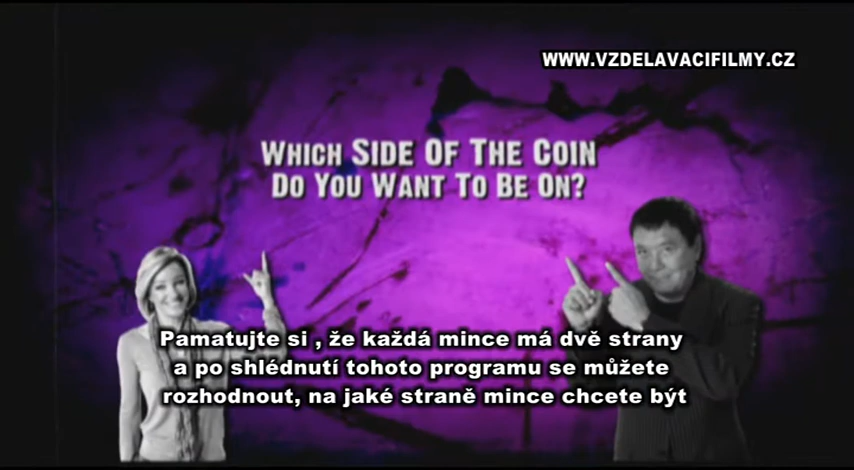 WWW.VZDELAVACIFILMY.CZ
WHICH SIDE OF THE COIN
DO YOU WANT TO BE ON?
Pamatujte si , že každá mince má dvě strany
a po shlédnutí tohoto programu se můžete
rozhodnout, na jaké straně mince chcete být